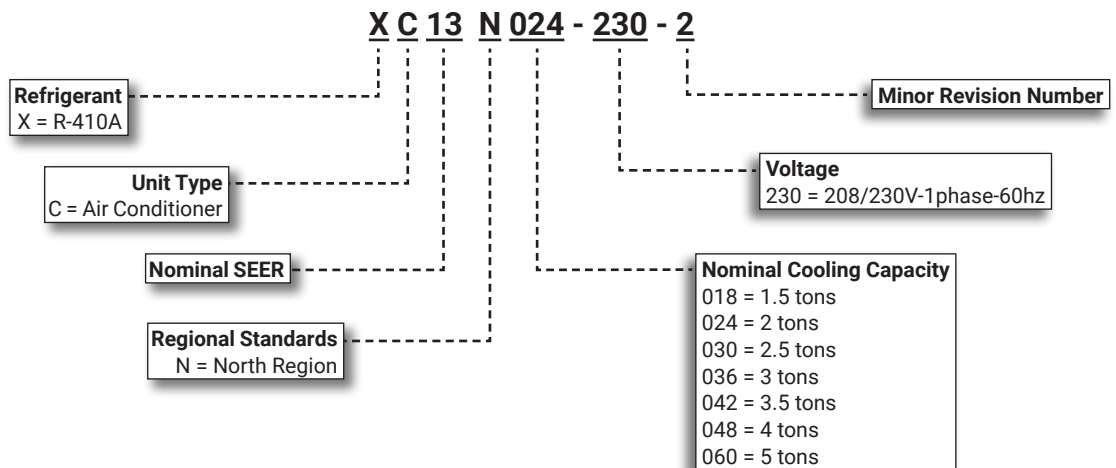 X C 13 N 024 - 230 - 2
Refrigerant
X = R-410A
Minor Revision Number
Unit Type
C = Air Conditioner
Voltage
230 = 208/230V-1phase-60hz
Nominal SEER
Nominal Cooling Capacity
018 = 1.5 tons
024 = 2 tons
030 = 2.5 tons
036 = 3 tons
042 = 3.5 tons
048 = 4 tons
060 = 5 tons
Regional Standards
N = North Region